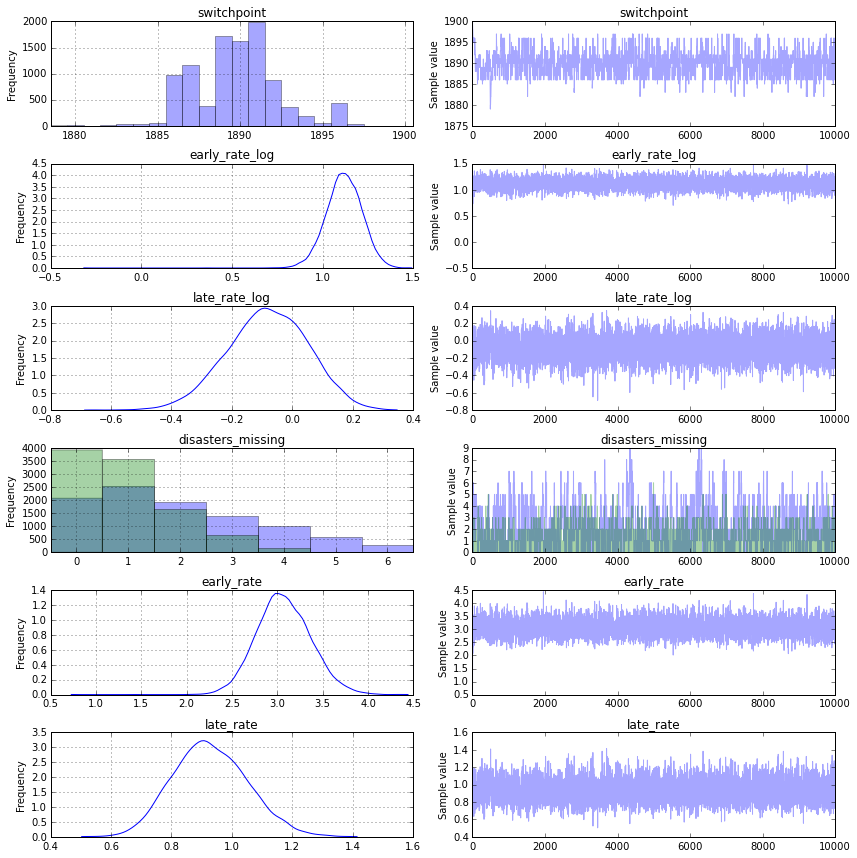 switchpoint
Frequency
2000
1500
1000
500
0
1880 1885 1890 1895 1900
switchpoint
Sample value
1900
1895
1890
1885
1880
1875
0 2000 4000 6000 8000 10000
early_rate_log
Frequency
4.5
4.0
3.5
3.0
2.5
2.0
1.5
1.0
0.5
0.0
−0.5 0.0 0.5 1.0 1.5
early_rate_log
Sample value
1.5
1.0
0.5
0.0
−0.5
0 2000 4000 6000 8000 10000
late_rate_log
Frequency
3.0
2.5
2.0
1.5
1.0
0.5
0.0
−0.8 −0.6 −0.4 −0.2 0.0 0.2 0.4
late_rate_log
Sample value
0.4
0.2
0.0
−0.2
−0.4
−0.6
−0.8
0 2000 4000 6000 8000 10000
disasters_missing
Frequency
4000
3500
3000
2500
2000
1500
1000
500
0
0 1 2 3 4 5 6
disasters_missing
Sample value
9
8
7
6
5
4
3
2
1
0
0 2000 4000 6000 8000 10000
early_rate
Frequency
1.4
1.2
1.0
0.8
0.6
0.4
0.2
0.0
0.5 1.0 1.5 2.0 2.5 3.0 3.5 4.0 4.5
early_rate
Sample value
4.5
4.0
3.5
3.0
2.5
2.0
1.5
1.0
0.5
0 2000 4000 6000 8000 10000
late_rate
Frequency
3.5
3.0
2.5
2.0
1.5
1.0
0.5
0.0
0.4 0.6 0.8 1.0 1.2 1.4 1.6
late_rate
Sample value
1.6
1.4
1.2
1.0
0.8
0.6
0.4
0 2000 4000 6000 8000 10000